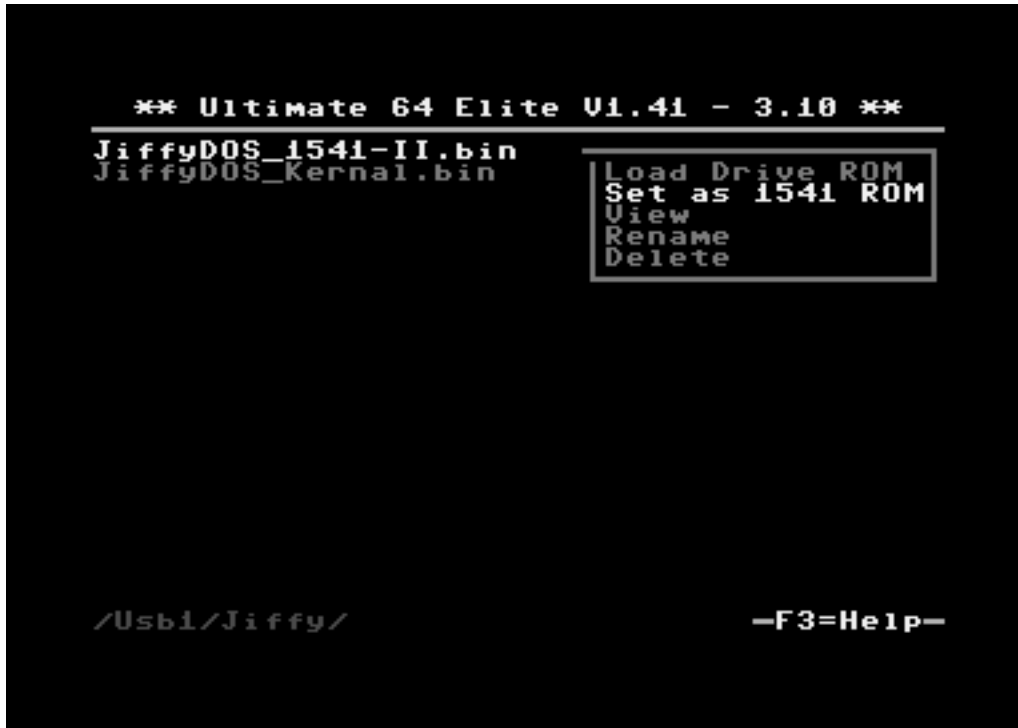 ** Ultimate 64 Elite V1.41 - 3.10 **
JiffyDOS_1541-II.bin
JiffyDOS_Kernal.bin
Load Drive ROM
Set as 1541 ROM
View
Rename
Delete
/Usb1/Jiffy/
-F3=Help-